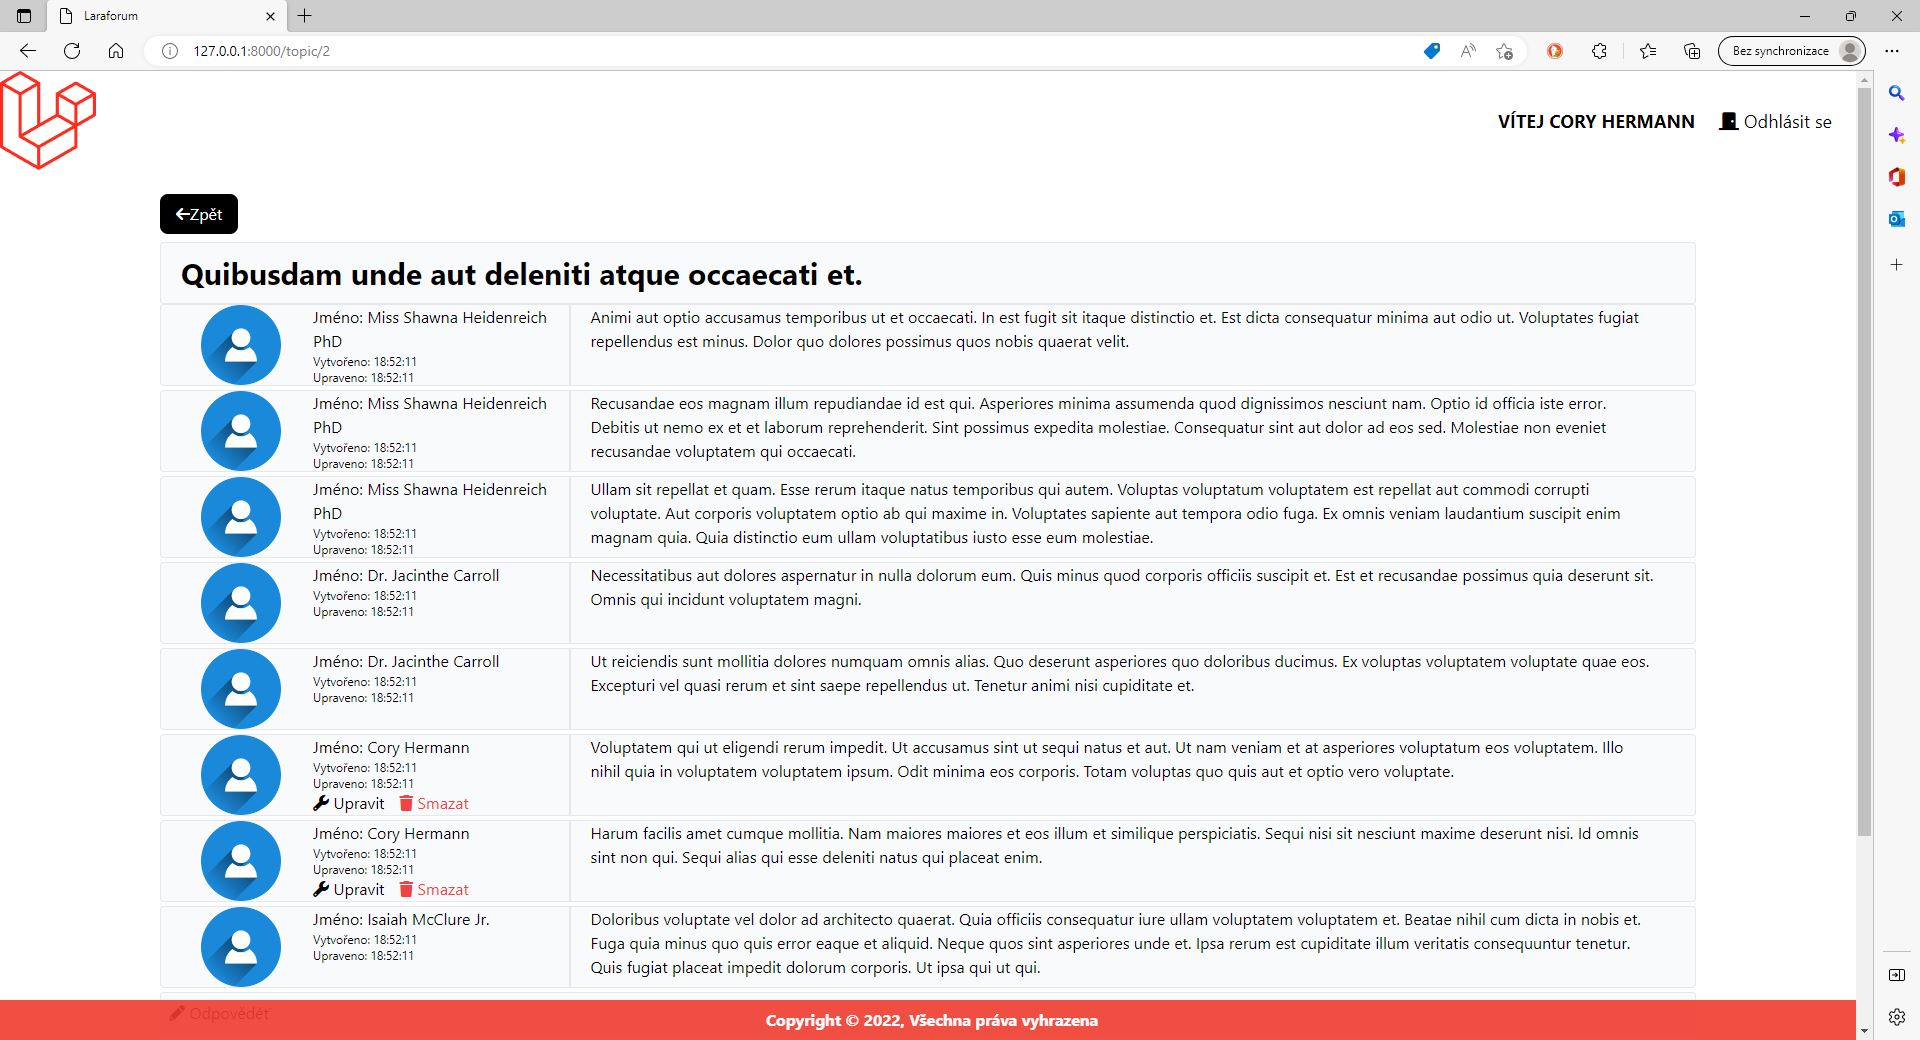 Laraforum
127.0.0.1:8000/topic/2
Bez synchronizace
VÍTEJ CORY HERMANN
Odhlásit se
Zpět
Quibusdam unde aut deleniti atque occaecati et.
Jméno: Miss Shawna Heidenreich
PhD
Vytvořeno: 18:52:11
Upraveno: 18:52:11
Animi aut optio accusamus temporibus ut et occaecati. In est fugit sit itaque distinctio et. Est dicta consequatur minima aut odio ut. Voluptates fugiat
repellendus est minus. Dolor quo dolores possimus quos nobis quaerat velit.
Jméno: Miss Shawna Heidenreich
PhD
Vytvořeno: 18:52:11
Upraveno: 18:52:11
Recusandae eos magnam illum repudiandae id est qui. Asperiores minima assumenda quod dignissimos nesciunt nam. Optio id officia iste error.
Debitis ut nemo ex et et laborum reprehenderit. Sint possimus expedita molestiae. Consequatur sint aut dolor ad eos sed. Molestiae non eveniet
recusandae voluptatem qui occaecati.
Jméno: Miss Shawna Heidenreich
PhD
Vytvořeno: 18:52:11
Upraveno: 18:52:11
Ullam sit repellat et quam. Esse rerum itaque natus temporibus qui autem. Voluptas voluptatum voluptatem est repellat aut commodi corrupti
voluptate. Aut corporis voluptatem optio ab qui maxime in. Voluptates sapiente aut tempora odio fuga. Ex omnis veniam laudantium suscipit enim
magnam quia. Quia distinctio eum ullam voluptatibus iusto esse eum molestiae.
Jméno: Dr. Jacinthe Carroll
Vytvořeno: 18:52:11
Upraveno: 18:52:11
Necessitatibus aut dolores aspernatur in nulla dolorum eum. Quis minus quod corporis officiis suscipit et. Est et recusandae possimus quia deserunt sit.
Omnis qui incidunt voluptatem magni.
Jméno: Dr. Jacinthe Carroll
Vytvořeno: 18:52:11
Upraveno: 18:52:11
Ut reiciendis sunt mollitia dolores numquam omnis alias. Quo deserunt asperiores quo doloribus ducimus. Ex voluptas voluptatem voluptate quae eos.
Excepturi vel quasi rerum et sint saepe repellendus ut. Tenetur animi nisi cupiditate et.
Jméno: Cory Hermann
Vytvořeno: 18:52:11
Upraveno: 18:52:11
Upravit Smazat
Voluptatem qui ut eligendi rerum impedit. Ut accusamus sint ut sequi natus et aut. Ut nam veniam et at asperiores voluptatum eos voluptatem. Illo
nihil quia in voluptatem voluptatem ipsum. Odit minima eos corporis. Totam voluptas quo quis aut et optio vero voluptate.
Jméno: Cory Hermann
Vytvořeno: 18:52:11
Upraveno: 18:52:11
Upravit Smazat
Harum facilis amet cumque mollitia. Nam maiores maiores et eos illum et similique perspiciatis. Sequi nisi sit nesciunt maxime deserunt nisi. Id omnis
sint non qui. Sequi alias qui esse deleniti natus qui placeat enim.
Jméno: Isaiah McClure Jr.
Vytvořeno: 18:52:11
Upraveno: 18:52:11
Doloribus voluptate vel dolor ad architecto quaerat. Quia officiis consequatur iure ullam voluptatem voluptatem et. Beatae nihil cum dicta in nobis et.
Fuga quia minus quo quis error eaque et aliquid. Neque quos sint asperiores unde et. Ipsa rerum est cupiditate illum veritatis consequuntur tenetur.
Quis fugiat placeat impedit dolorum corporis. Ut ipsa qui ut qui.
Odpovědět
Copyright © 2022, Všechna práva vyhrazena